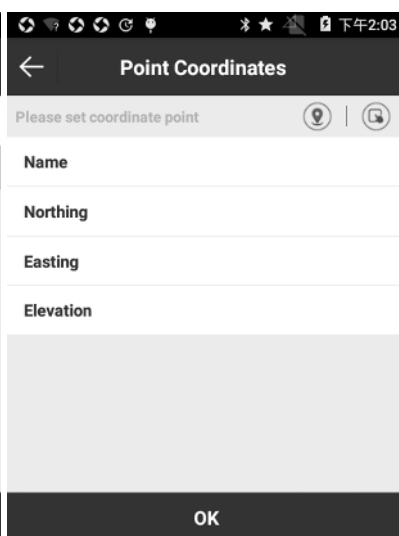 下午2:03
Point Coordinates
Please set coordinate point
Name
Northing
Easting
Elevation
OK